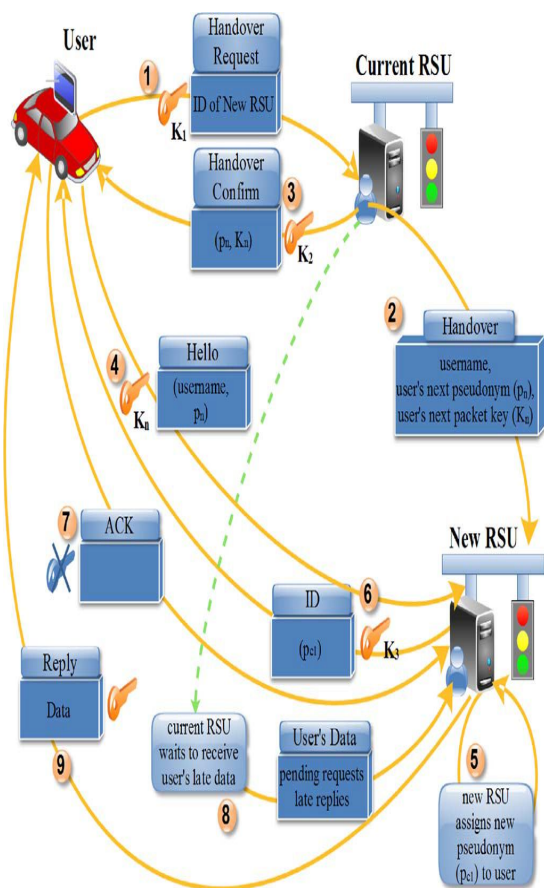 User
1
Handover
Request
ID of New RSU
K1
Current RSU
Handover
Confirm
(pn, Kn)
3
K2
2
Handover
username,
user's next pseudonym (pn),
user's next packet key (Kn)
4
Hello
(username,
pn)
Kn
7
ACK
New RSU
6
ID
(pc1)
K3
Reply
Data
9
current RSU
waits to receive
user's late data
8
User's Data
pending requests
late replies
5
new RSU
assigns new
pseudonym
(pc1) to user